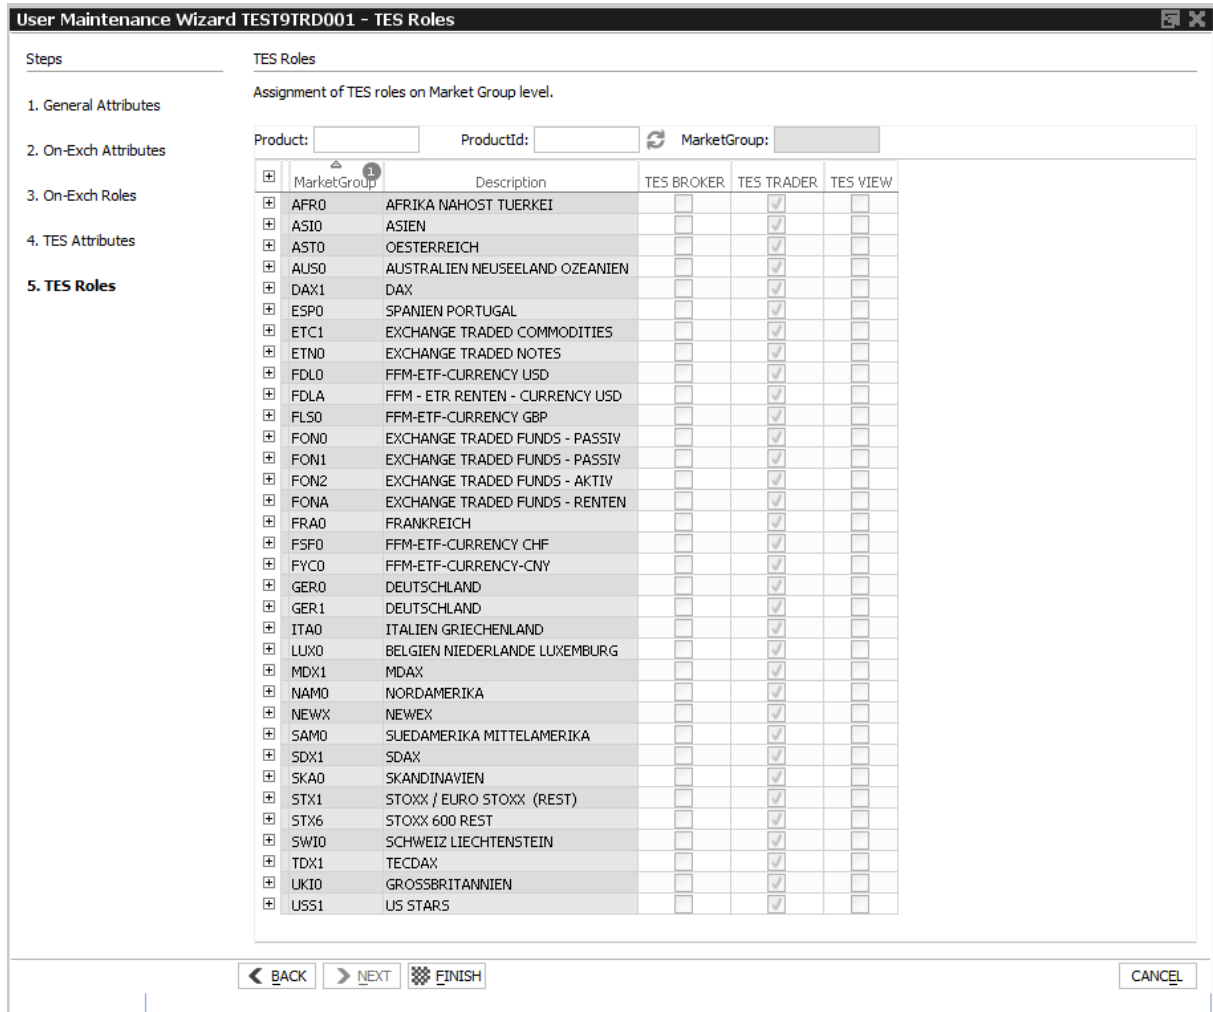 User Maintenance Wizard TEST9TRD001 - TES Roles
Steps
1. General Attributes
2. On-Exch Attributes
3. On-Exch Roles
4. TES Attributes
5. TES Roles
TES Roles
Assignment of TES roles on Market Group level.
Product: ProductId: MarketGroup:
MarketGroup 1 Description TES BROKER TES TRADER TES VIEW
AFR0 AFRIKA NAHOST TUERKEI
ASI0 ASIEN
AST0 OESTERREICH
AUS0 AUSTRALIEN NEUSEELAND OZEANIEN
DAX1 DAX
ESP0 SPANIEN PORTUGAL
ETC1 EXCHANGE TRADED COMMODITIES
ETN0 EXCHANGE TRADED NOTES
FDL0 FFM-ETF-CURRENCY USD
FDLA FFM - ETR RENTEN - CURRENCY USD
FLS0 FFM-ETF-CURRENCY GBP
FON0 EXCHANGE TRADED FUNDS - PASSIV
FON1 EXCHANGE TRADED FUNDS - PASSIV
FON2 EXCHANGE TRADED FUNDS - AKTIV
FONA EXCHANGE TRADED FUNDS - RENTEN
FRA0 FRANKREICH
FSF0 FFM-ETF-CURRENCY CHF
FYC0 FFM-ETF-CURRENCY-CNY
GER0 DEUTSCHLAND
GER1 DEUTSCHLAND
ITA0 ITALIEN GRIECHENLAND
LUX0 BELGIEN NIEDERLANDE LUXEMBURG
MDX1 MDAX
NAM0 NORDAMERIKA
NEWX NEWEX
SAM0 SUEDAMERIKA MITTELAMERIKA
SDX1 SDAX
SKA0 SKANDINAVIEN
STX1 STOXX / EURO STOXX (REST)
STX6 STOXX 600 REST
SWI0 SCHWEIZ LIECHTENSTEIN
TDX1 TECDAX
UKI0 GROSSBRITANNIEN
USS1 US STARS
BACK NEXT FINISH CANCEL